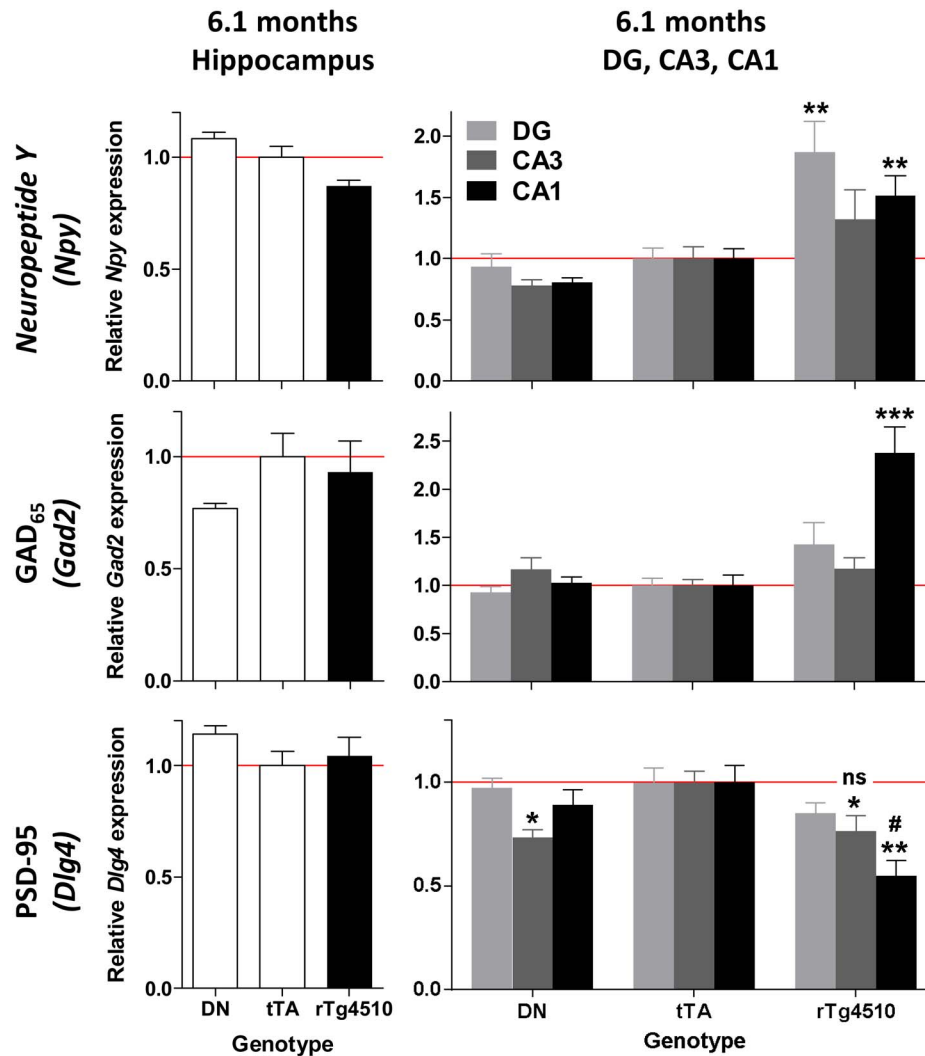 6.1 months
Hippocampus
6.1 months
DG, CA3, CA1
Neuropeptide Y
(Npy)
Relative Npy expression
1.0
0.5
0.0
2.0
1.5
1.0
0.5
0.0
DG
CA3
CA1
**
**
GAD65
(Gad2)
Relative Gad2 expression
1.0
0.5
0.0
2.5
2.0
1.5
1.0
0.5
0.0
***
PSD-95
(Dlg4)
Relative Dlg4 expression
1.0
0.5
0.0
DN
tTA
rTg4510
Genotype
1.0
0.5
0.0
*
ns
*
#
**
DN
tTA
rTg4510
Genotype